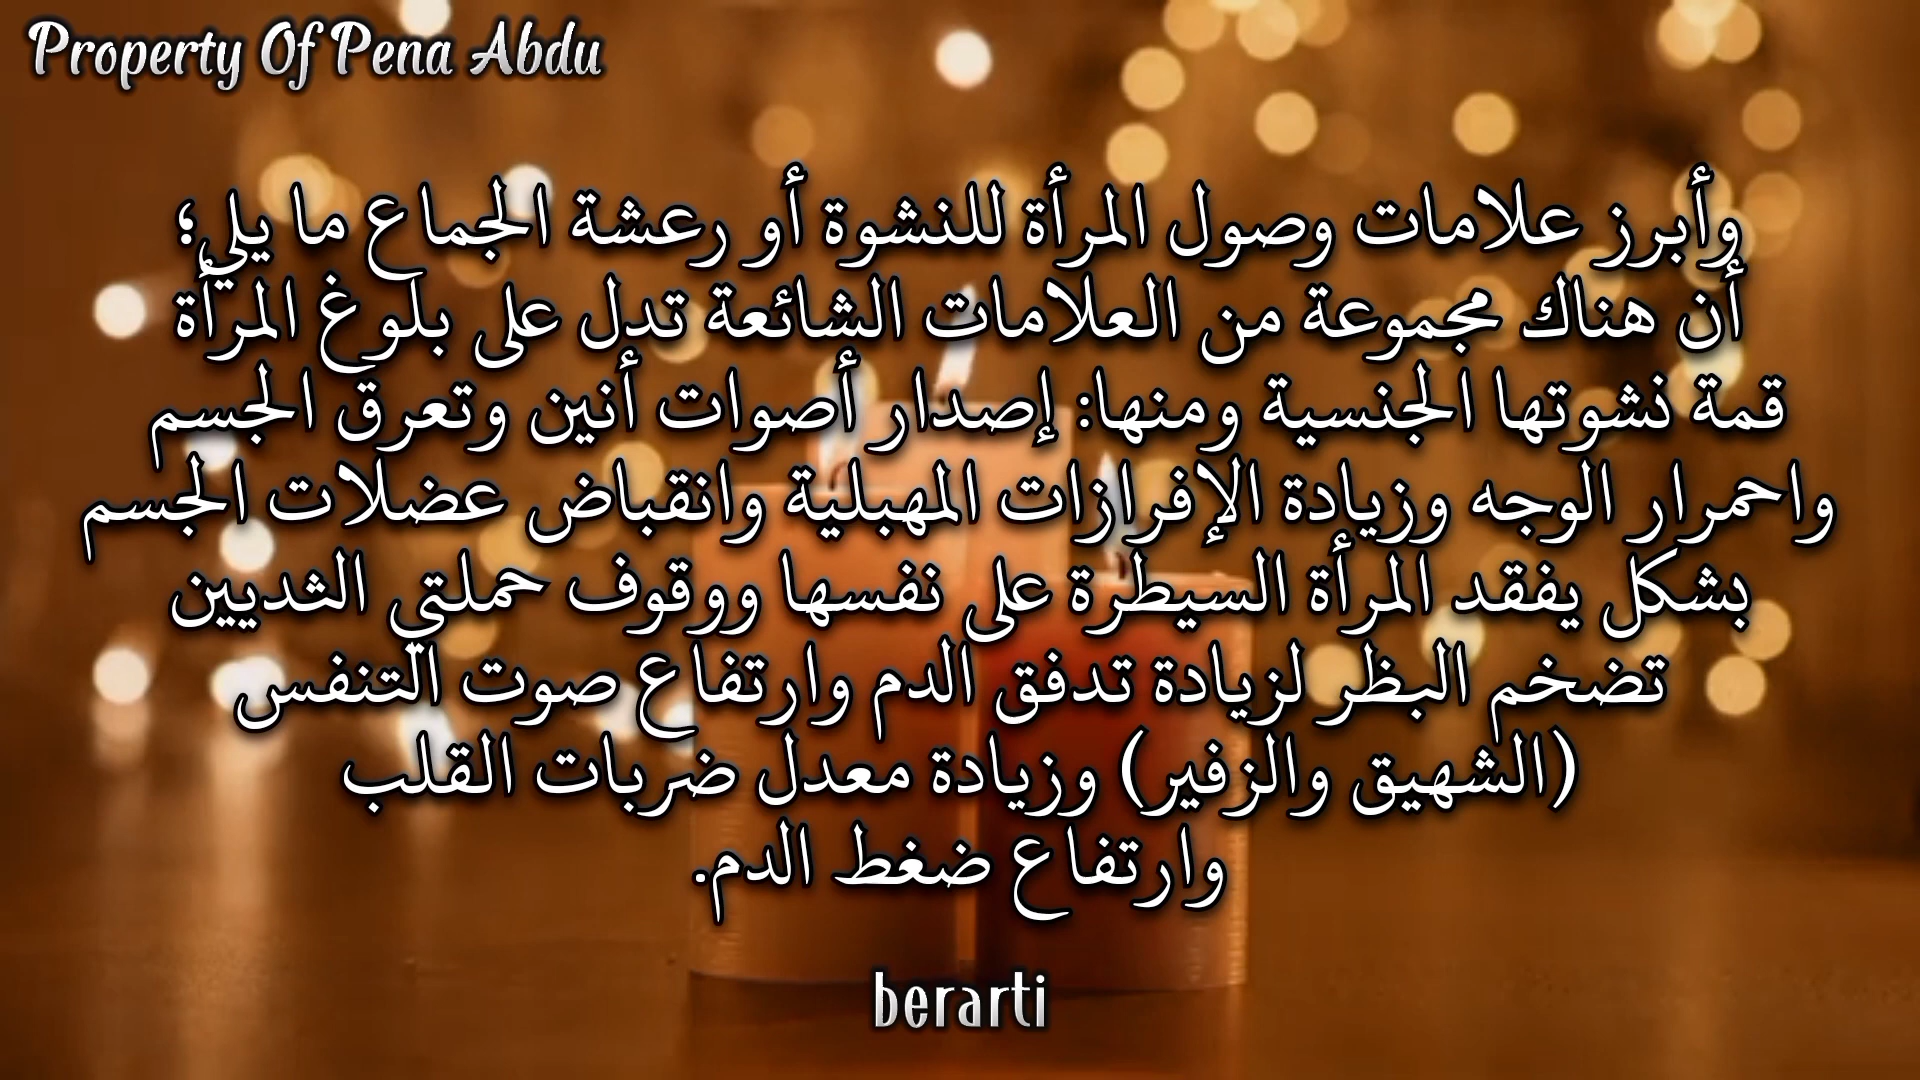 Property Of Pena Abdu
وأبرز علامات وصول المرأة للنشوة أو رعشة الجماع ما يلي؛
أن هناك مجموعة من العلامات الشائعة تدل على بلوغ المرأة
قمة نشوتها الجنسية ومنها: إصدار أصوات أنين وتعرق الجسم
واحمرار الوجه وزيادة الإفرازات المهبلية وانقباض عضلات الجسم
بشكل يفقد المرأة السيطرة على نفسها ووقوف حملتي الثديين
تضخم البظر لزيادة تدفق الدم وارتفاع صوت التنفس
(الشهيق والزفير) وزيادة معدل ضربات القلب
وارتفاع ضغط الدم.
berarti